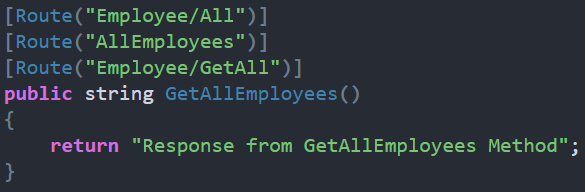 [Route("Employee/All")]
[Route("AllEmployees")]
[Route("Employee/GetAll")]
public string GetAllEmployees()
{
    return "Response from GetAllEmployees Method";
}